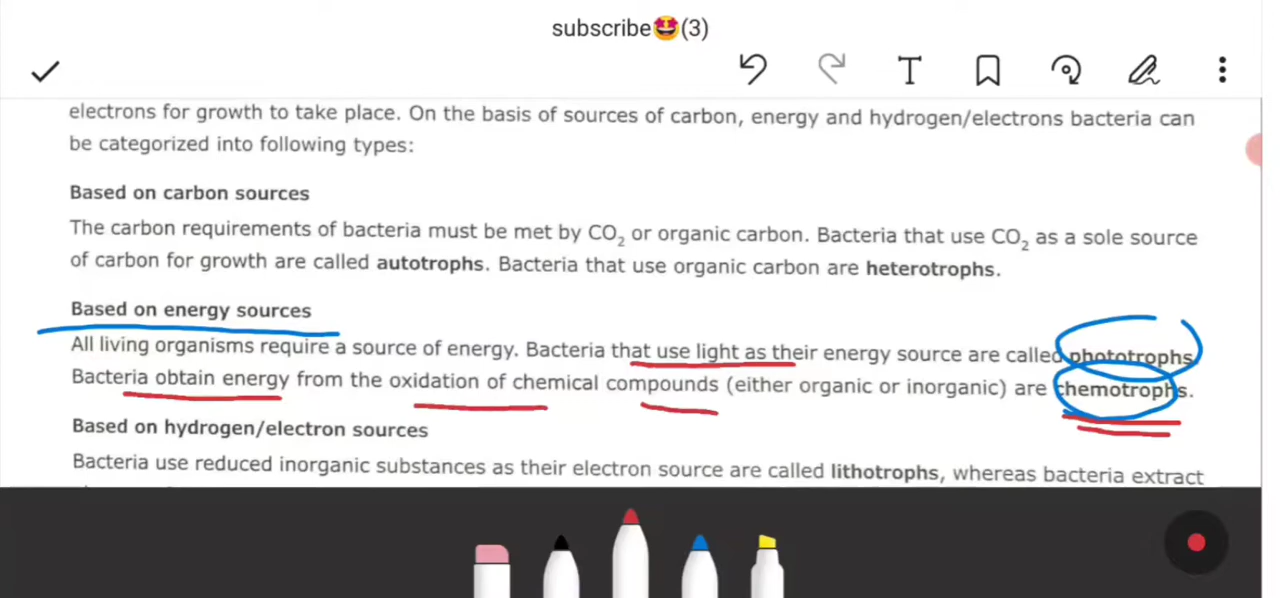 subscribe🤩(3)
electrons for growth to take place. On the basis of sources of carbon, energy and hydrogen/electrons bacteria can
be categorized into following types:
Based on carbon sources
The carbon requirements of bacteria must be met by CO₂ or organic carbon. Bacteria that use CO₂ as a sole source
of carbon for growth are called autotrophs. Bacteria that use organic carbon are heterotrophs.
Based on energy sources
All living organisms require a source of energy. Bacteria that use light as their energy source are called phototrophs.
Bacteria obtain energy from the oxidation of chemical compounds (either organic or inorganic) are chemotrophs.
Based on hydrogen/electron sources
Bacteria use reduced inorganic substances as their electron source are called lithotrophs, whereas bacteria extract